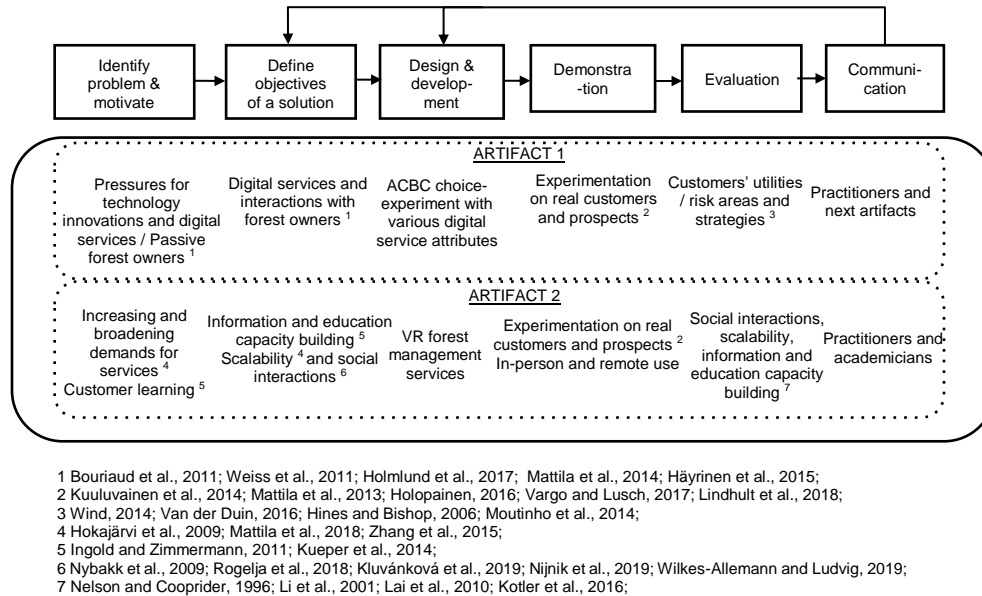 Identify
problem &
motivate
Define
objectives
of a solution
Design &
develop-
ment
Demonstra
-tion
Evaluation
Communi-
cation
ARTIFACT 1
Pressures for
technology
innovations and digital
services / Passive
forest owners 1
Digital services and
interactions with
forest owners 1
ACBC choice-
experiment with
various digital
service attributes
Experimentation
on real customers
and prospects 2
Customers' utilities
/ risk areas and
strategies 3
Practitioners and
next artifacts
ARTIFACT 2
Increasing and
broadening
demands for
services 4
Customer learning 5
Information and education
capacity building 5
Scalability 4 and social
interactions 6
VR forest
management
services
Experimentation on real
customers and prospects 2
In-person and remote use
Social interactions,
scalability,
information and
education capacity
building 7
Practitioners and
academicians
1 Bouriaud et al., 2011; Weiss et al., 2011; Holmlund et al., 2017; Mattila et al., 2014; Häyrinen et al., 2015;
2 Kuuluvainen et al., 2014; Mattila et al., 2013; Holopainen, 2016; Vargo and Lusch, 2017; Lindhult et al., 2018;
3 Wind, 2014; Van der Duin, 2016; Hines and Bishop, 2006; Moutinho et al., 2014;
4 Hokajärvi et al., 2009; Mattila et al., 2018; Zhang et al., 2015;
5 Ingold and Zimmermann, 2011; Kueper et al., 2014;
6 Nybakk et al., 2009; Rogelja et al., 2018; Kluvánková et al., 2019; Nijnik et al., 2019; Wilkes-Allemann and Ludvig, 2019;
7 Nelson and Cooprider, 1996; Li et al., 2001; Lai et al., 2010; Kotler et al., 2016;